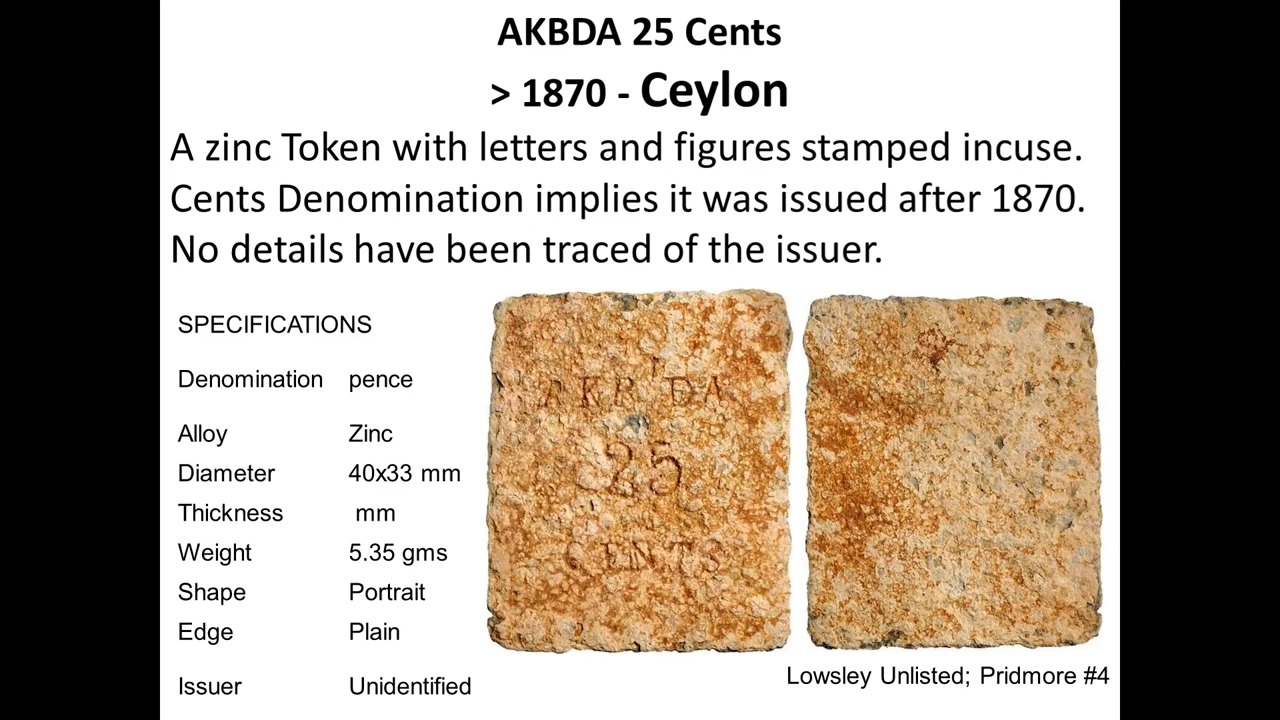 AKBDA 25 Cents
> 1870 - Ceylon
A zinc Token with letters and figures stamped incuse.
Cents Denomination implies it was issued after 1870.
No details have been traced of the issuer.
SPECIFICATIONS
Denomination pence
Alloy Zinc
Diameter 40x33 mm
Thickness mm
Weight 5.35 gms
Shape Portrait
Edge Plain
Issuer Unidentified
AKB'DA
25
CENTS
Lowsley Unlisted; Pridmore #4